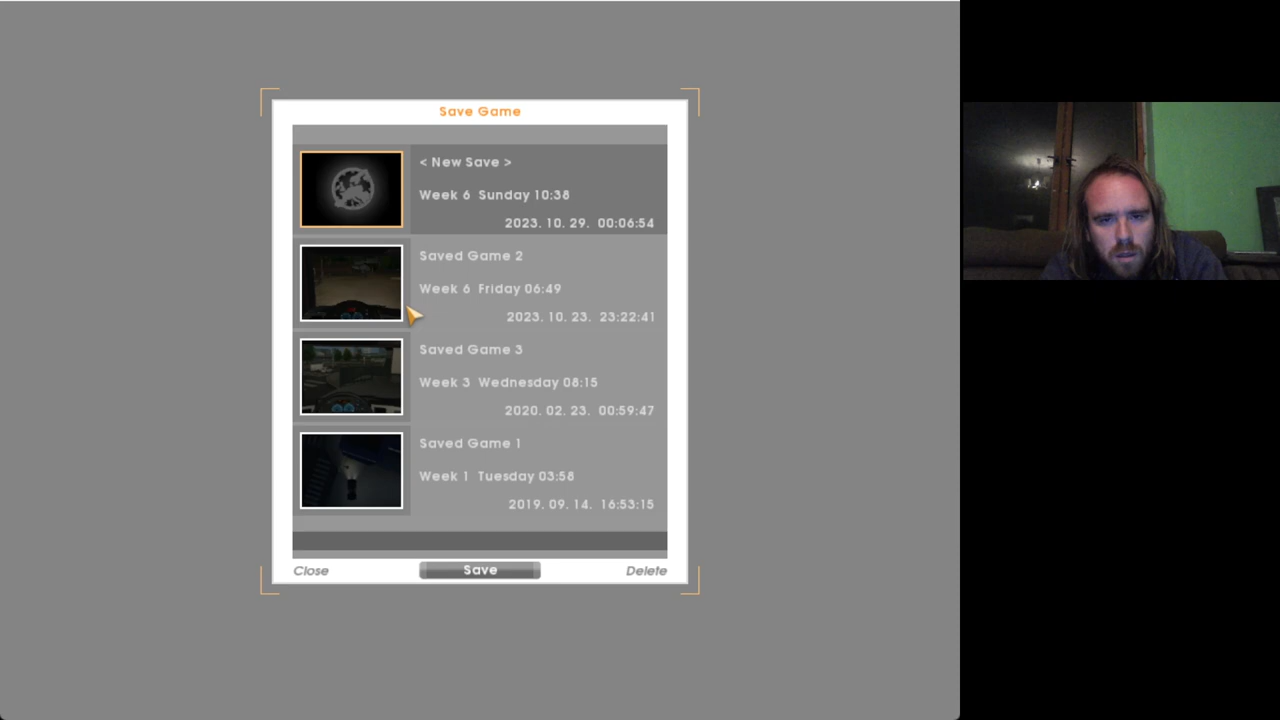 Save Game
< New Save >
Week 6 Sunday 10:38
2023. 10. 29. 00:06:54
Saved Game 2
Week 6 Friday 06:49
2023. 10. 23. 23:22:41
Saved Game 3
Week 3 Wednesday 08:15
2020. 02. 23. 00:59:47
Saved Game 1
Week 1 Tuesday 03:58
2019. 09. 14. 16:53:15
Close Save Delete